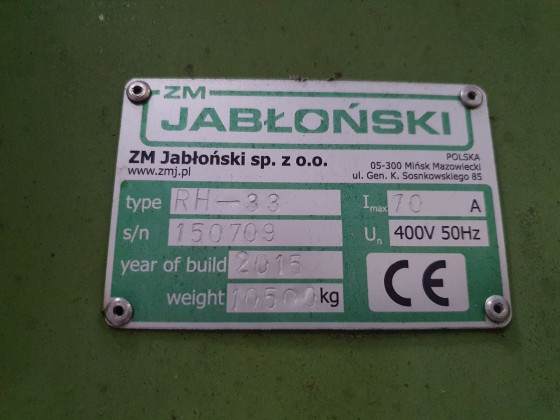 ZM
JABŁOŃSKI
ZM Jabłoński sp. z o.o.
www.zmj.pl
POLSKA
05-300 Mińsk Mazowiecki
ul. Gen. K. Sosnkowskiego 85
type RH-33
s/n 150709
year of build 2015
weight 10500 kg
Imax 70 A
Un 400V 50Hz
CE